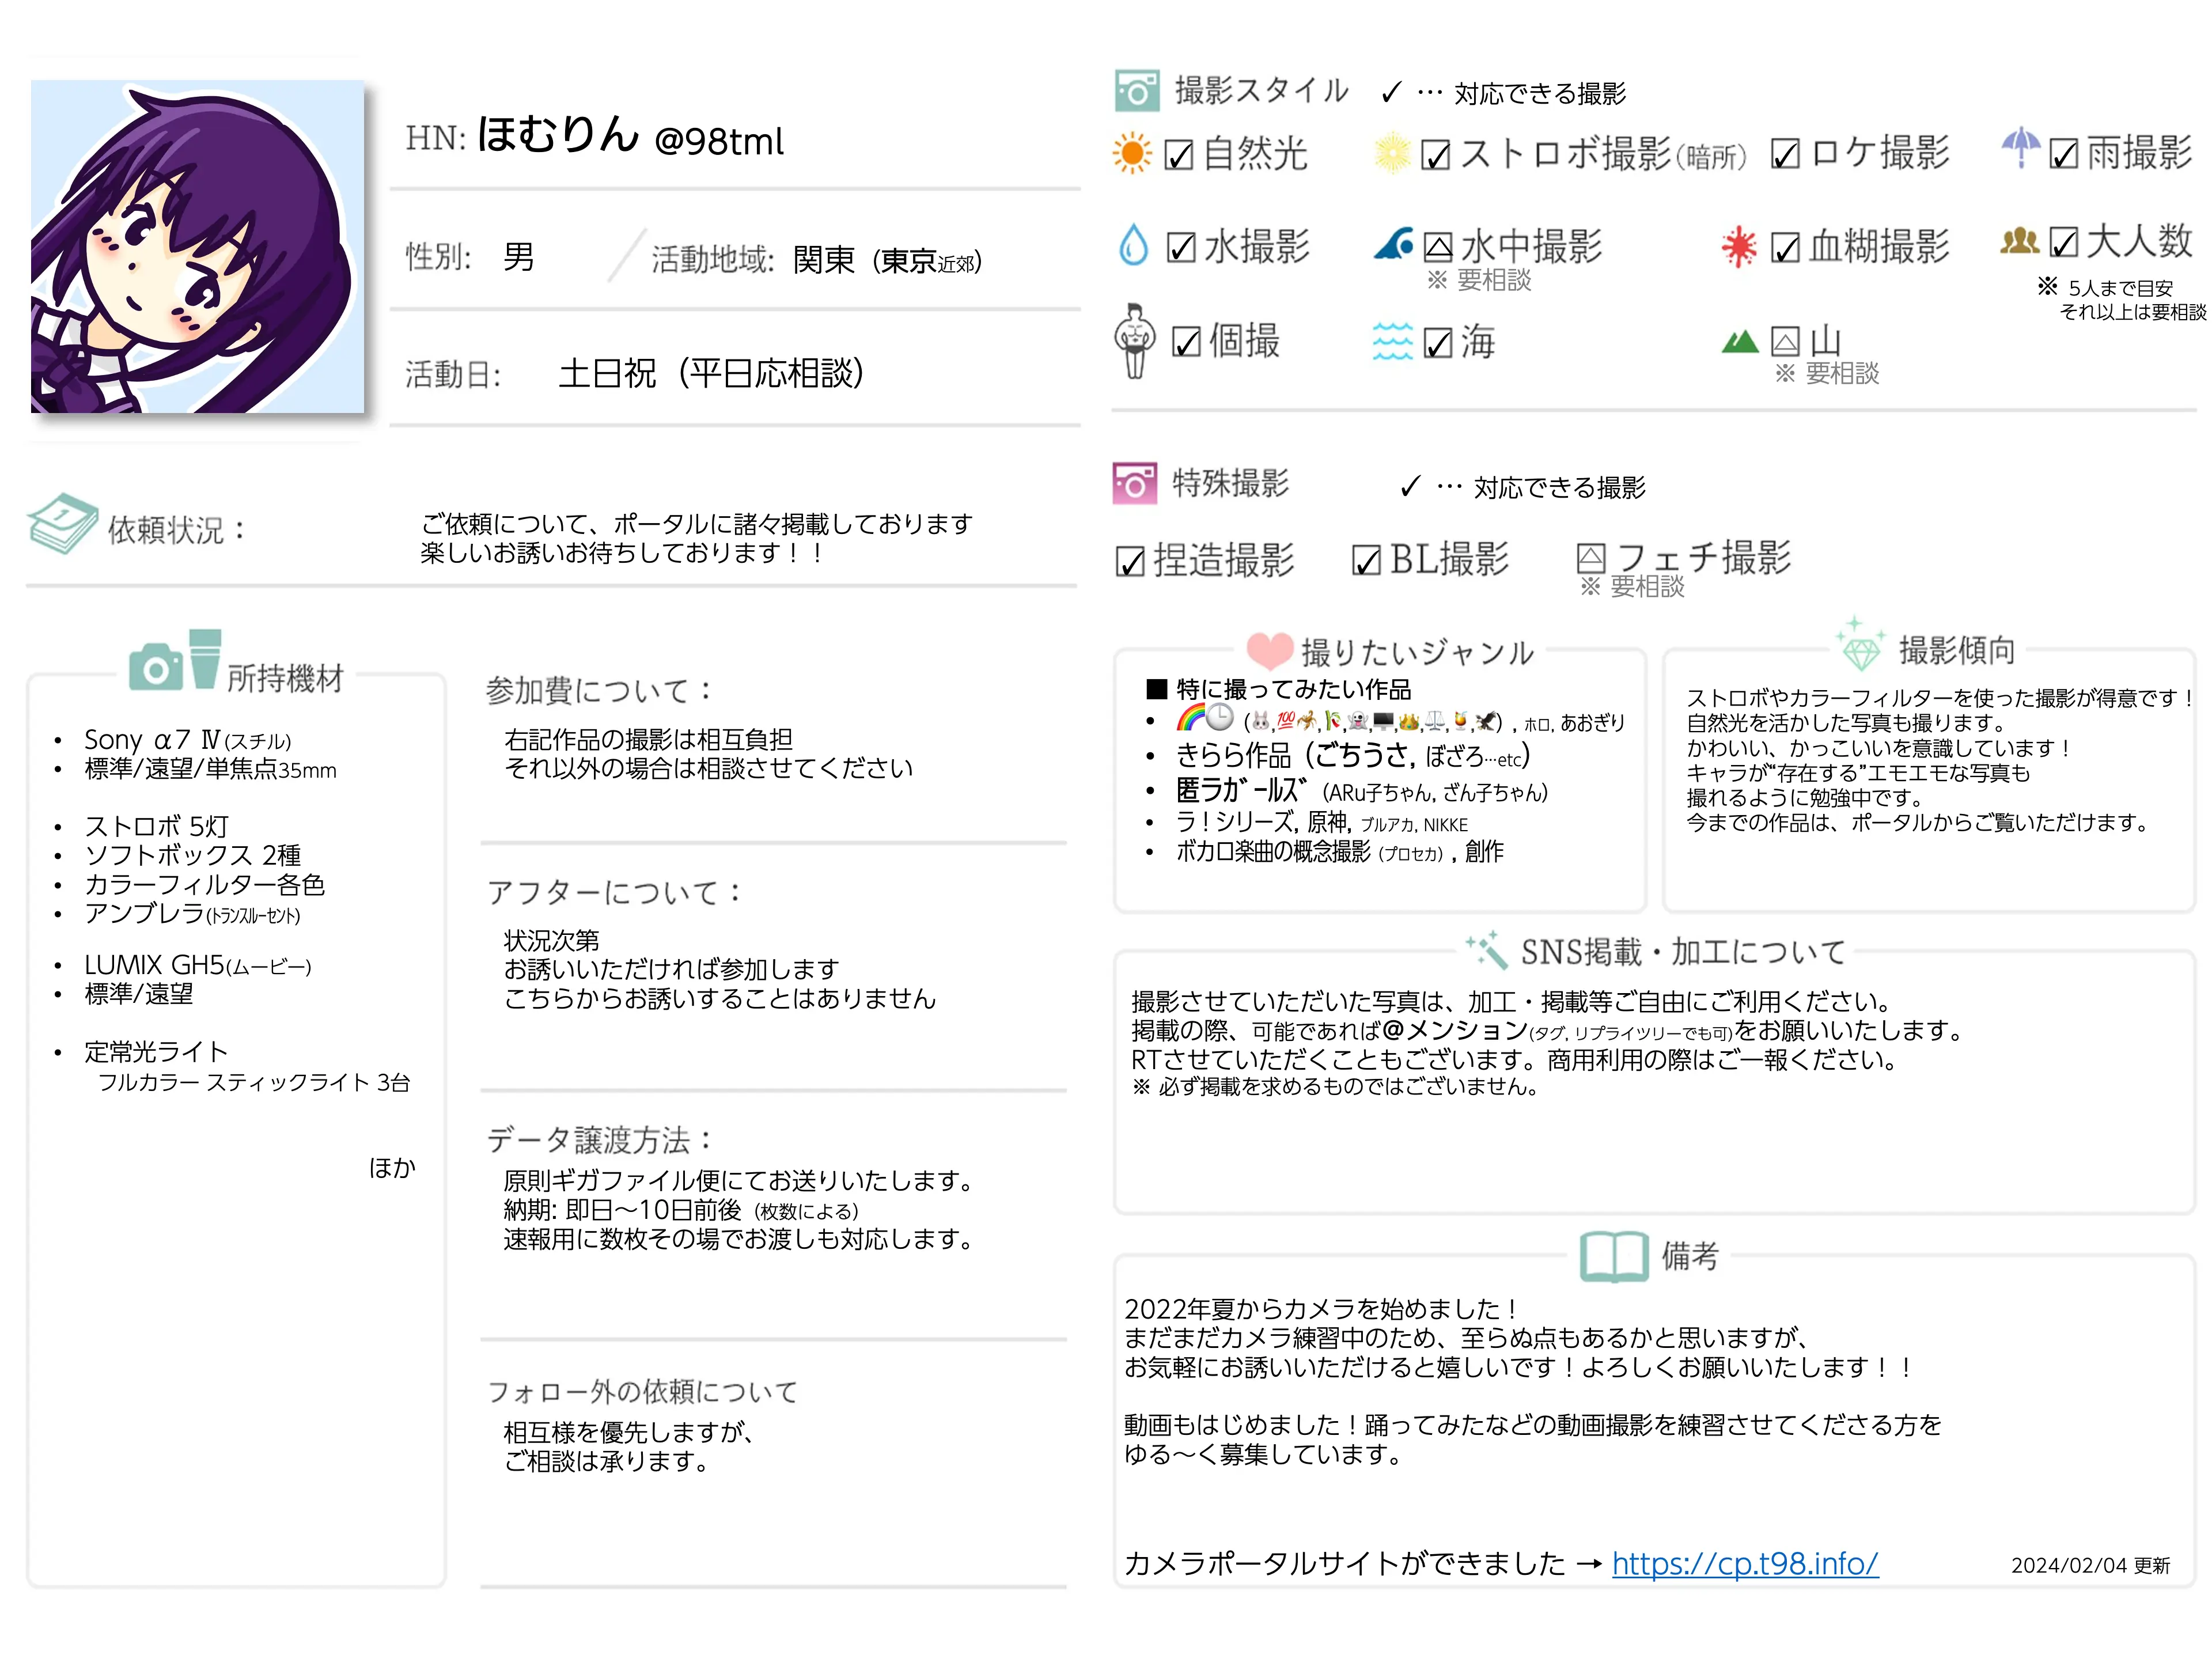 HN: ほむりん @98tml
性別: 男
活動地域: 関東（東京近郊）
活動日: 土日祝（平日応相談）
依頼状況：
ご依頼について、ポータルに諸々掲載しております
楽しいお誘いお待ちしております！！
所持機材
• Sony α7 Ⅳ(スチル)
• 標準/遠望/単焦点35mm
• ストロボ 5灯
• ソフトボックス 2種
• カラーフィルター各色
• アンブレラ(ﾄﾗﾝｽﾙｰｾﾝﾄ)
• LUMIX GH5(ムービー)
• 標準/遠望
• 定常光ライト
フルカラー スティックライト 3台
ほか
参加費について：
右記作品の撮影は相互負担
それ以外の場合は相談させてください
アフターについて：
状況次第
お誘いいただければ参加します
こちらからお誘いすることはありません
データ譲渡方法：
原則ギガファイル便にてお送りいたします。
納期: 即日～10日前後（枚数による）
速報用に数枚その場でお渡しも対応します。
フォロー外の依頼について
相互様を優先しますが、
ご相談は承ります。
撮影スタイル ✓ … 対応できる撮影
☑自然光 ☑ストロボ撮影（暗所） ☑ロケ撮影 ☑雨撮影
☑水撮影 △水中撮影 ☑血糊撮影 ☑大人数
※ 要相談
※ 5人まで目安
それ以上は要相談
☑個撮 ☑海 △山
※ 要相談
特殊撮影 ✓ … 対応できる撮影
☑捏造撮影 ☑BL撮影 △フェチ撮影
※ 要相談
撮りたいジャンル
■ 特に撮ってみたい作品
• 🌈🕒 (🐰,💯🦂,🎋,👻,🖥️,👑,⚖️,🍹,🦅) , ホロ, あおぎり
• きらら作品（ごちうさ, ぼざろ…etc）
• 匿ラｶﾞｰﾙｽﾞ（ARu子ちゃん, ざん子ちゃん）
• ラ！シリーズ, 原神, ブルアカ, NIKKE
• ボカロ楽曲の概念撮影（プロセカ）, 創作
撮影傾向
ストロボやカラーフィルターを使った撮影が得意です！
自然光を活かした写真も撮ります。
かわいい、かっこいいを意識しています！
キャラが“存在する”エモエモな写真も
撮れるように勉強中です。
今までの作品は、ポータルからご覧いただけます。
SNS掲載・加工について
撮影させていただいた写真は、加工・掲載等ご自由にご利用ください。
掲載の際、可能であれば@メンション(タグ, リプライツリーでも可)をお願いいたします。
RTさせていただくこともございます。商用利用の際はご一報ください。
※ 必ず掲載を求めるものではございません。
備考
2022年夏からカメラを始めました！
まだまだカメラ練習中のため、至らぬ点もあるかと思いますが、
お気軽にお誘いいただけると嬉しいです！よろしくお願いいたします！！
動画もはじめました！踊ってみたなどの動画撮影を練習させてくださる方を
ゆる～く募集しています。
カメラポータルサイトができました → https://cp.t98.info/
2024/02/04 更新